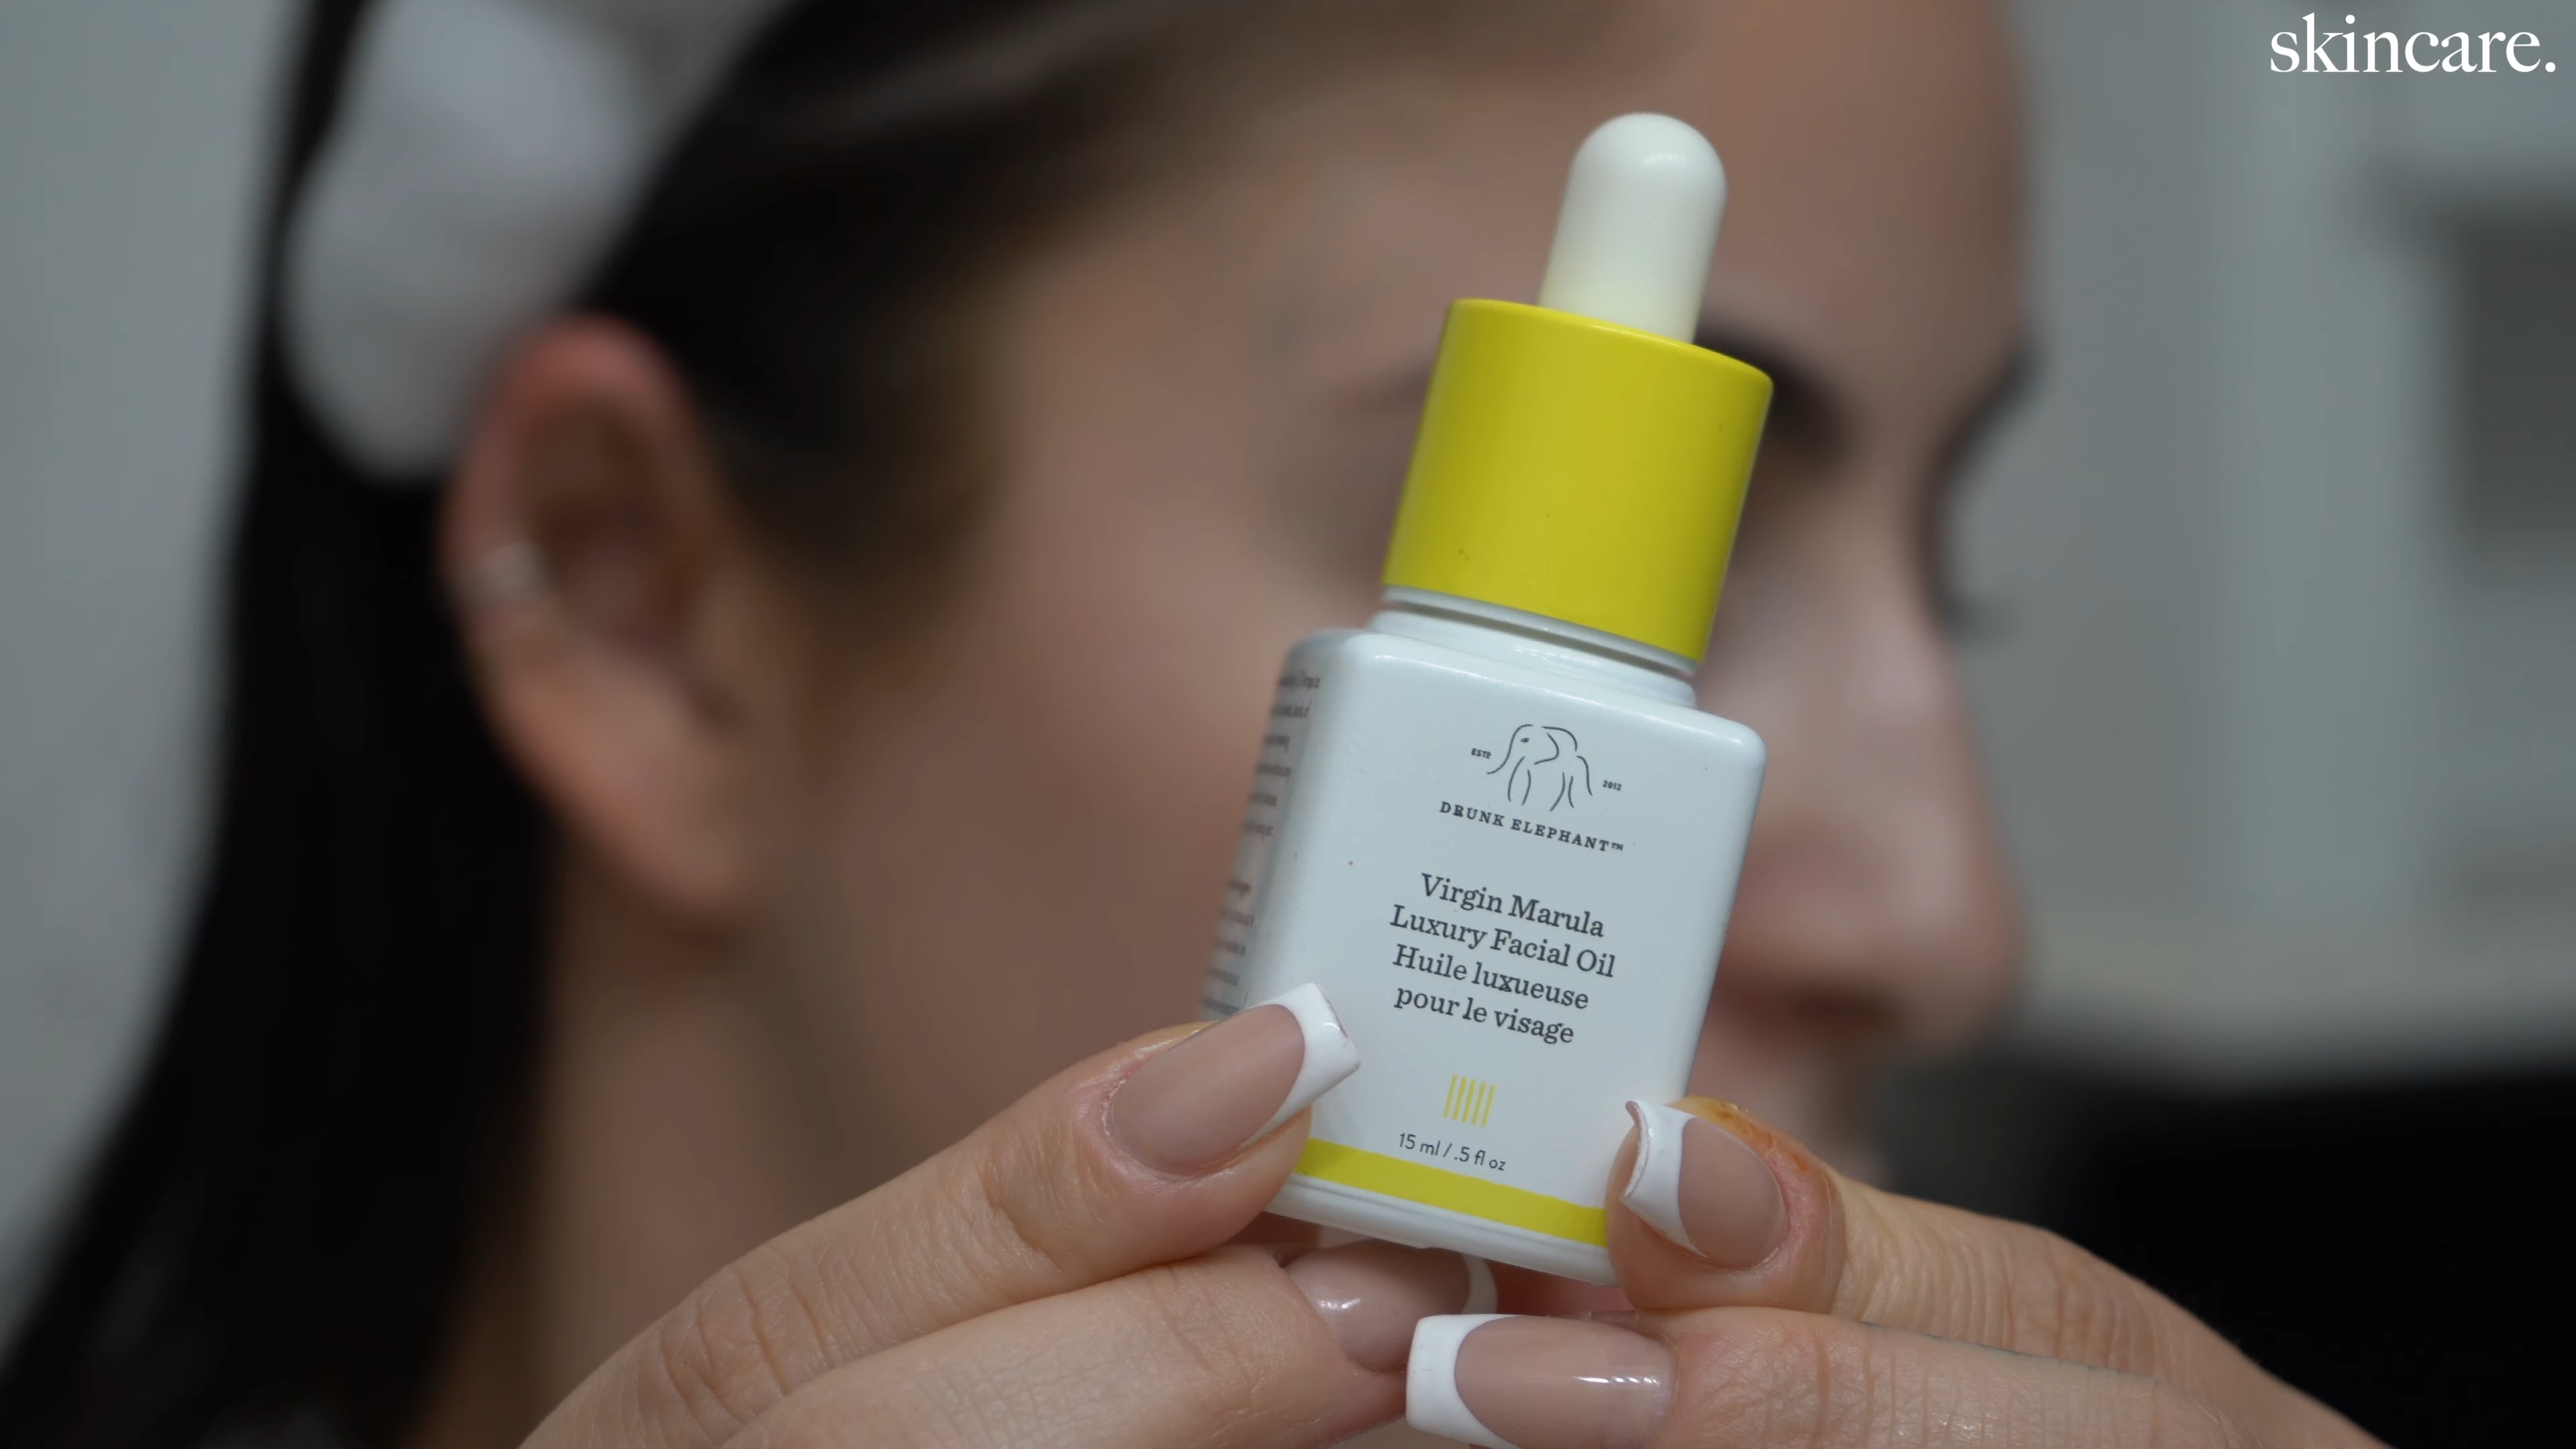 skincare.
ESTD
2012
DRUNK ELEPHANT™
Virgin Marula
Luxury Facial Oil
Huile luxueuse
pour le visage
15 ml / .5 fl oz